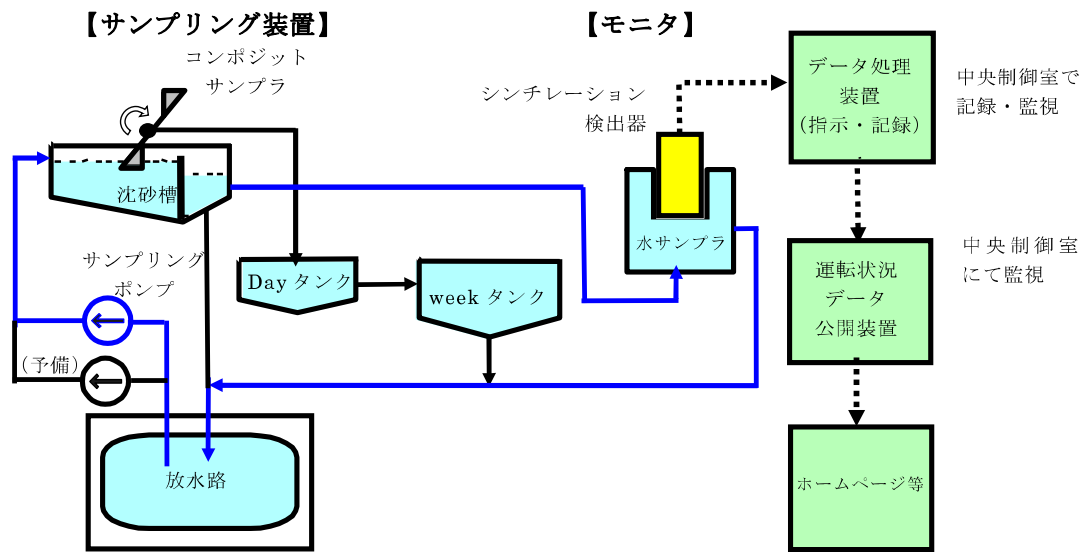 【サンプリング装置】
コンポジット
サンプラ
沈砂槽
サンプリング
ポンプ
(予備)
放水路
Day タンク
week タンク
【モニタ】
シンチレーション
検出器
水サンプラ
データ処理
装置
(指示・記録)
中央制御室で
記録・監視
運転状況
データ
公開装置
中央制御室
にて監視
ホームページ等